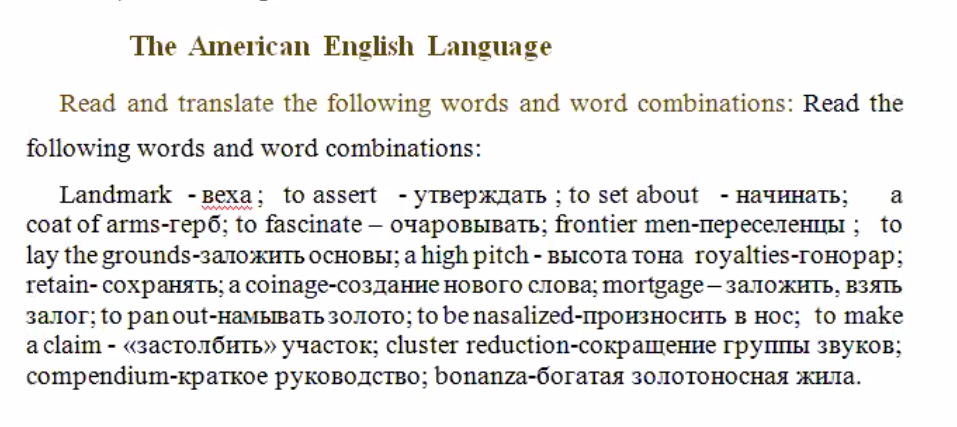 The American English Language
Read and translate the following words and word combinations: Read the
following words and word combinations:
Landmark - веха ; to assert - утверждать ; to set about - начинать; a
coat of arms-герб; to fascinate – очаровывать; frontier men-переселенцы ; to
lay the grounds-заложить основы; a high pitch - высота тона royalties-гонорар;
retain- сохранять; a coinage-создание нового слова; mortgage – заложить, взять
залог; to pan out-намывать золото; to be nasalized-произносить в нос; to make
a claim - «застолбить» участок; cluster reduction-сокращение группы звуков;
compendium-краткое руководство; bonanza-богатая золотоносная жила.